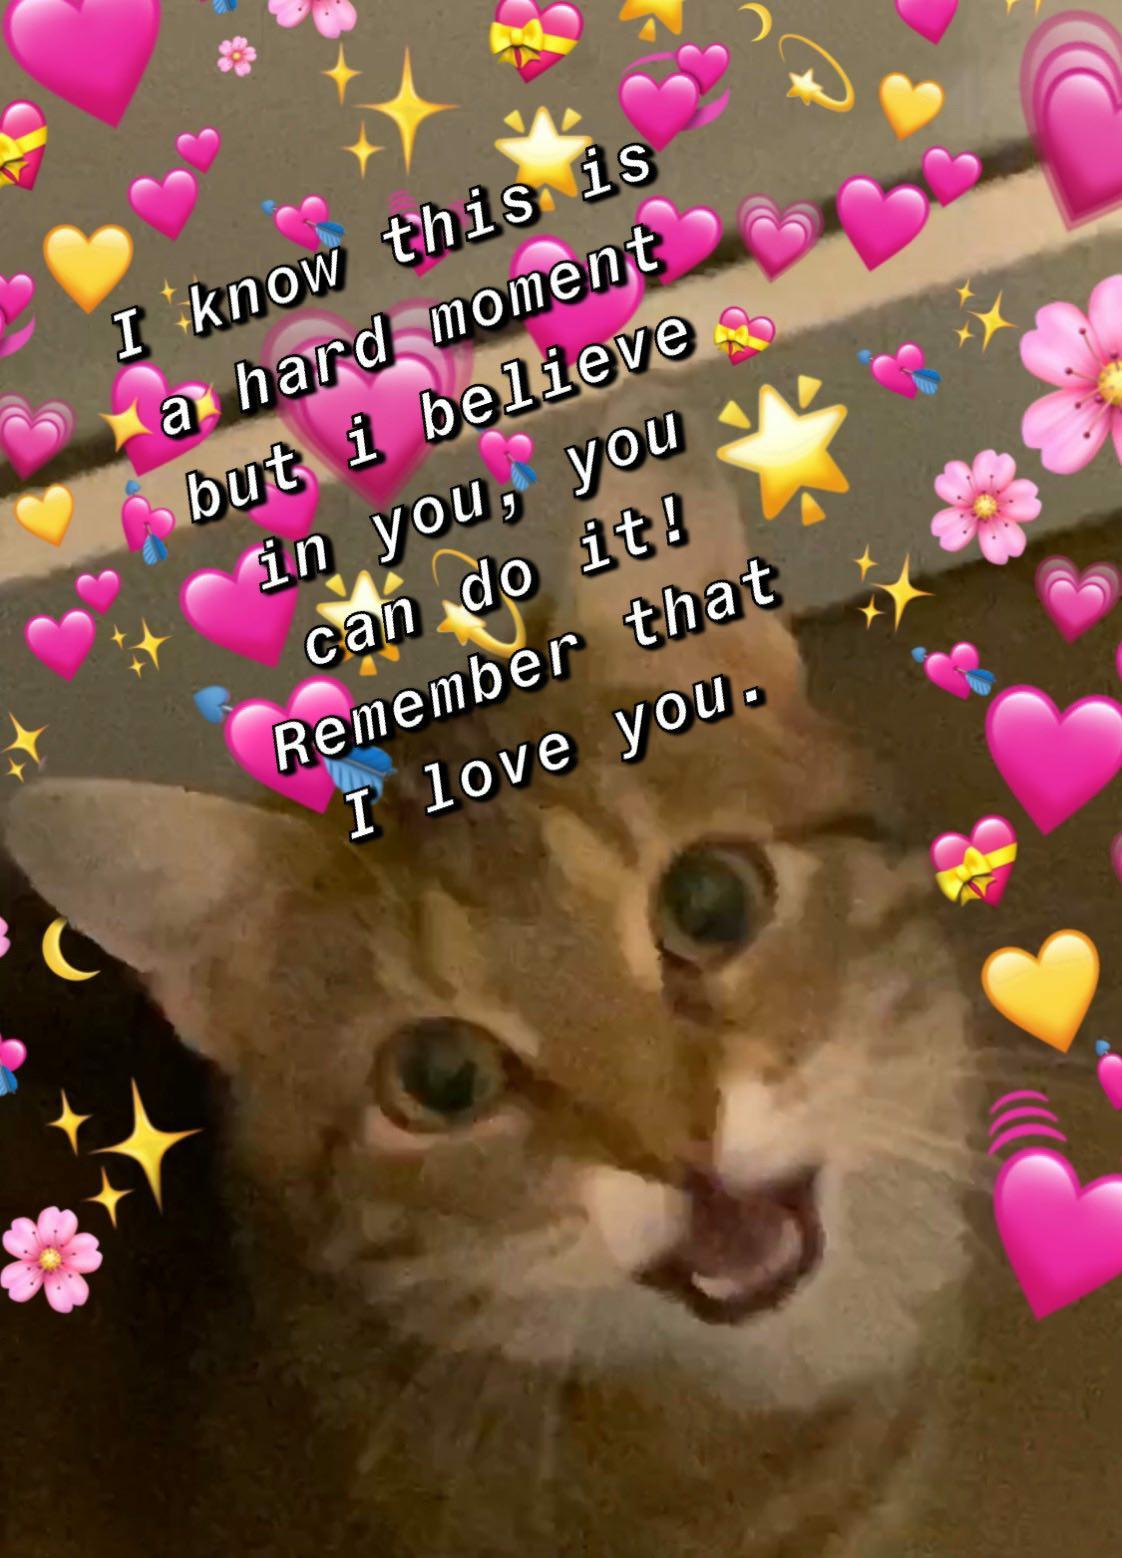 I know this is
a hard moment
but i believe
in you, you
can do it!
Remember that
I love you.